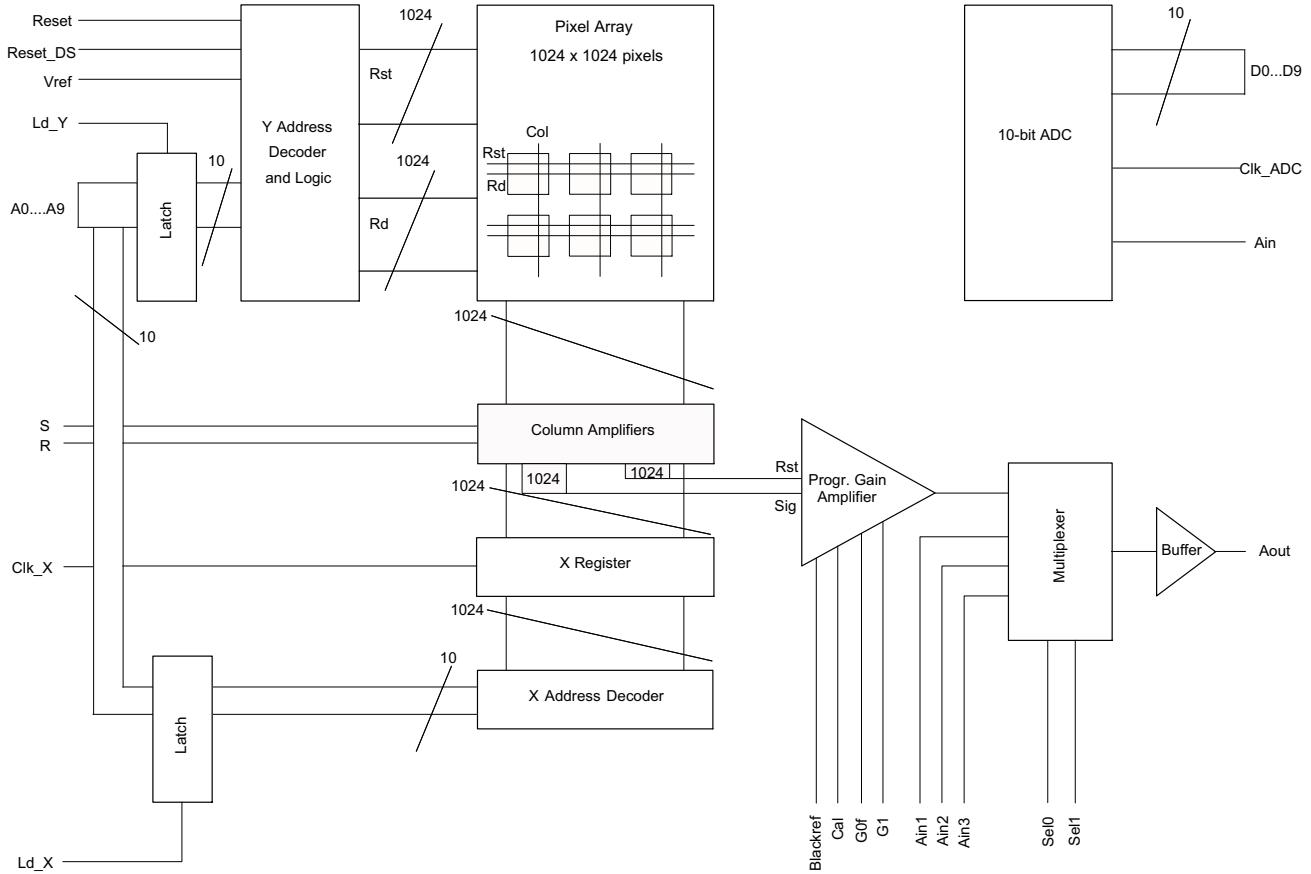 Reset
Reset_DS
Vref
Ld_Y
A0....A9
Latch
10
10
Y Address
Decoder
and Logic
1024
Rst
1024
Rd
Pixel Array
1024 x 1024 pixels
Col
Rst
Rd
10-bit ADC
10
D0...D9
Clk_ADC
Ain
1024
S
R
Column Amplifiers
1024
1024
1024
Rst
Sig
Progr. Gain
Amplifier
Multiplexer
Buffer
Aout
Clk_X
X Register
1024
10
X Address Decoder
Latch
Ld_X
Blackref
Cal
G0f
G1
Ain1
Ain2
Ain3
Sel0
Sel1